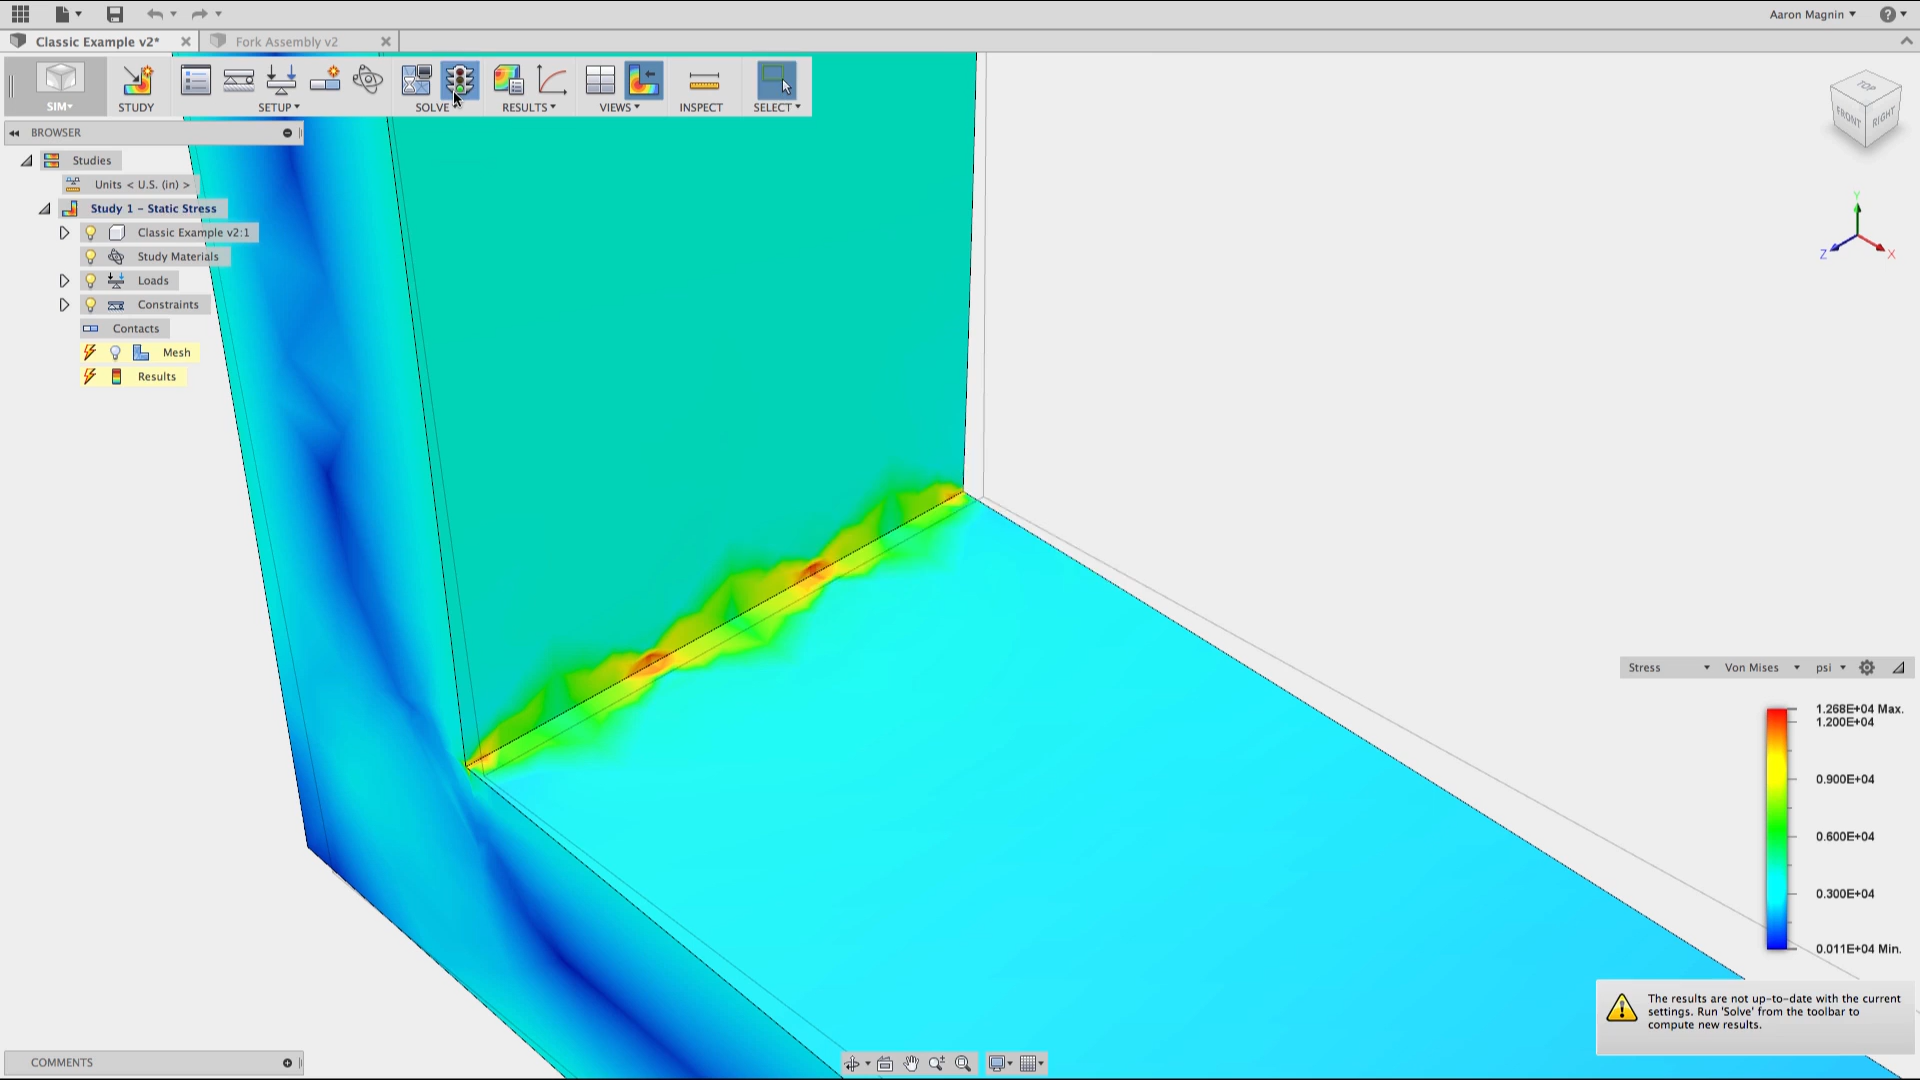 Aaron Magnin
Classic Example v2*
Fork Assembly v2
SIM
STUDY
SETUP
SOLVE
RESULTS
VIEWS
INSPECT
SELECT
BROWSER
Studies
Units < U.S. (in) >
Study 1 - Static Stress
Classic Example v2:1
Study Materials
Loads
Constraints
Contacts
Mesh
Results
TOP
FRONT
RIGHT
Y
Z
X
Stress
Von Mises
psi
1.268E+04 Max.
1.200E+04
0.900E+04
0.600E+04
0.300E+04
0.011E+04 Min.
The results are not up-to-date with the current
settings. Run 'Solve' from the toolbar to
compute new results.
COMMENTS